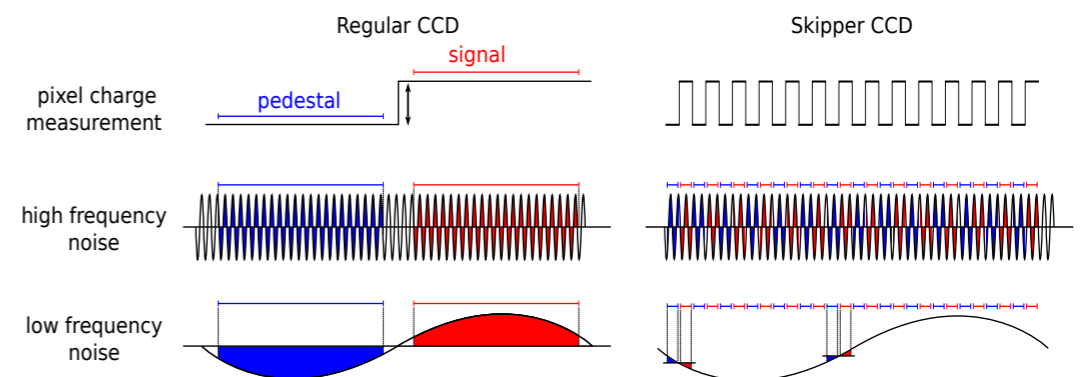 Regular CCD
Skipper CCD
signal
pedestal
pixel charge
measurement
high frequency
noise
low frequency
noise